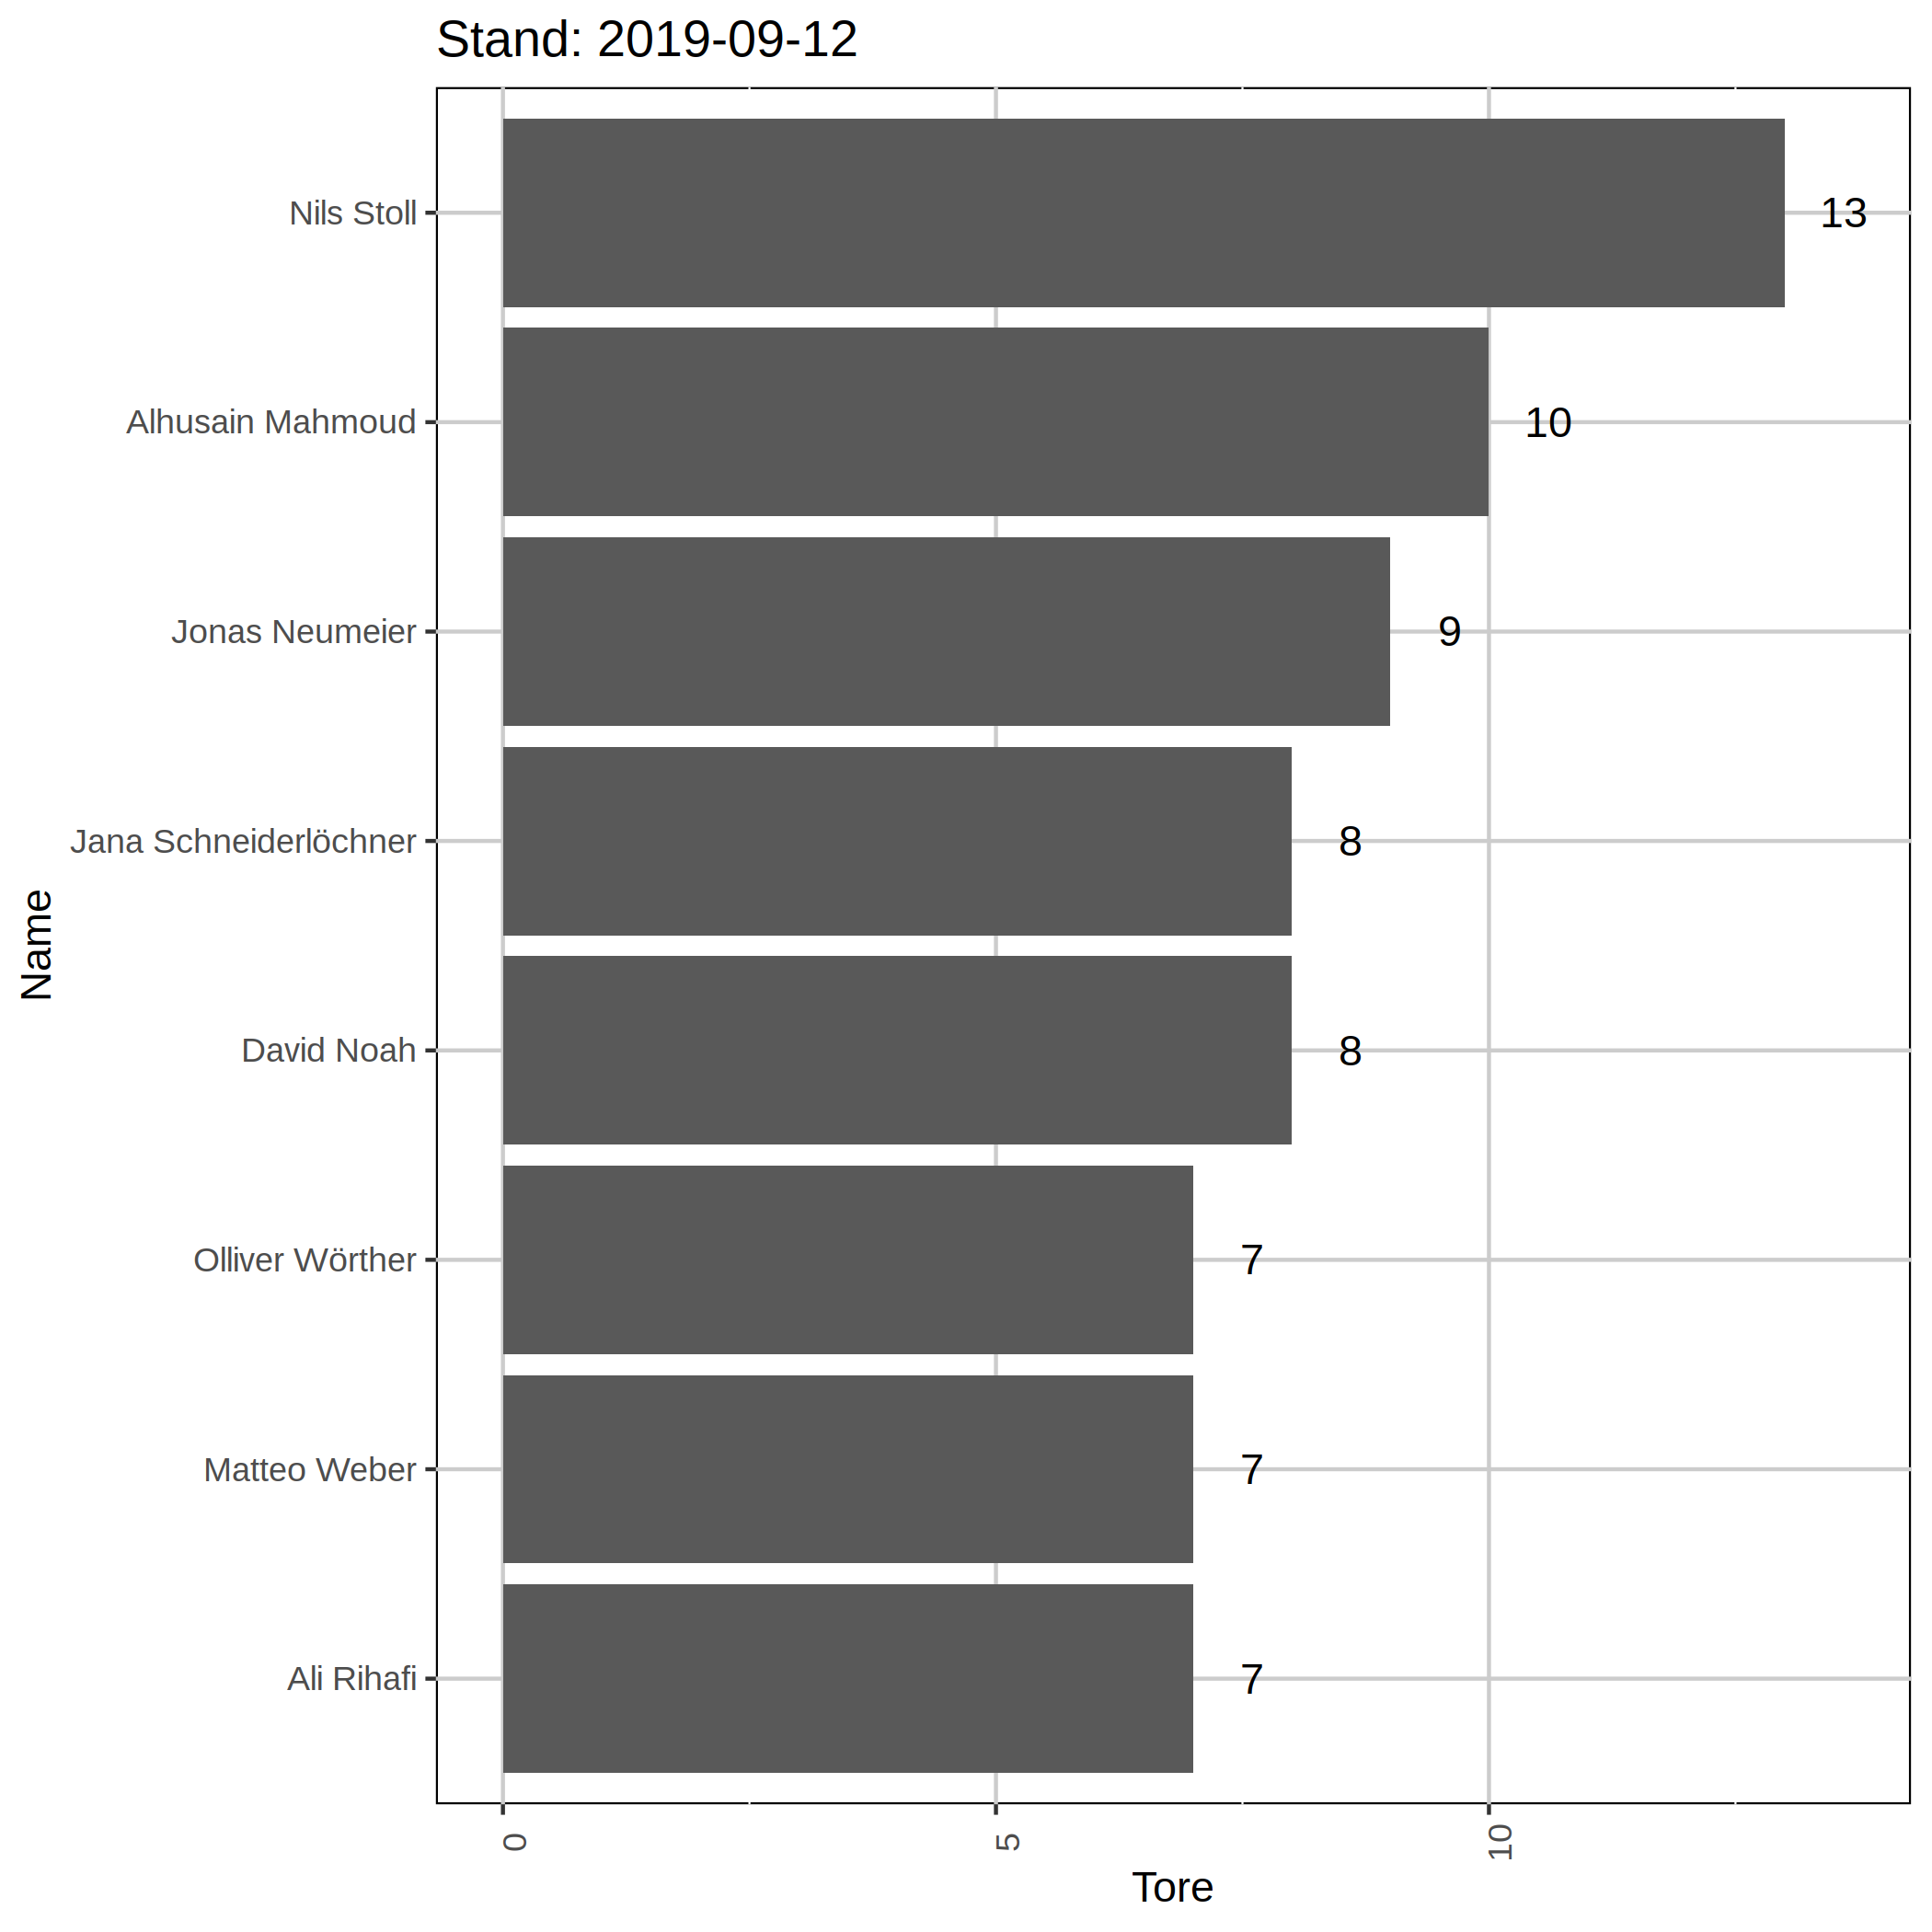 Stand: 2019-09-12
Nils Stoll
13
Alhusain Mahmoud
10
Jonas Neumeier
9
Jana Schneiderlöchner
8
David Noah
8
Olliver Wörther
7
Matteo Weber
7
Ali Rihafi
7
Name
0
5
10
Tore